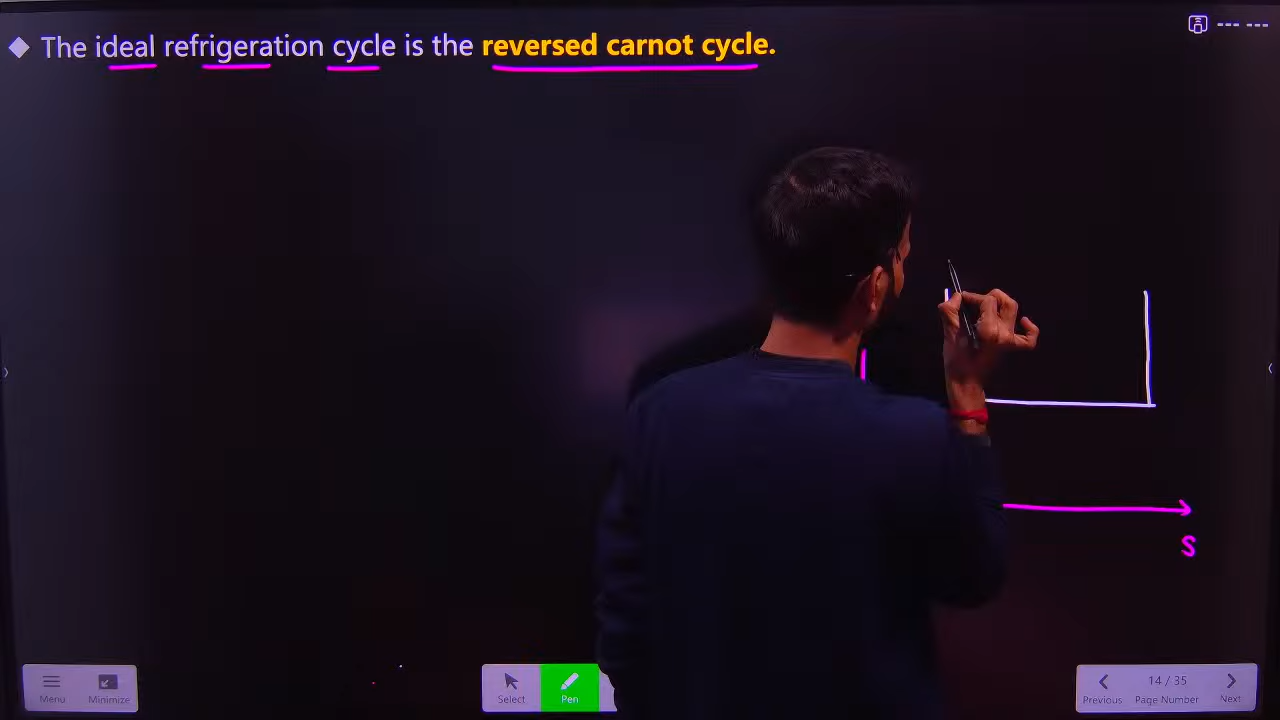 The ideal refrigeration cycle is the reversed carnot cycle.
S
Menu
Minimize
Select
Pen
Previous
14 / 35
Page Number
Next